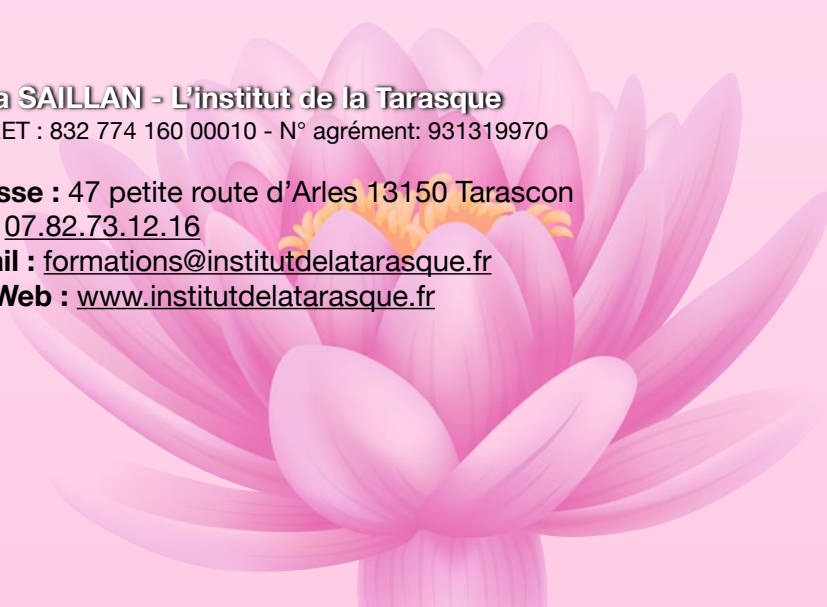 a SAILLAN - L’institut de la Tarasque
ET : 832 774 160 00010 - N° agrément: 931319970
sse : 47 petite route d’Arles 13150 Tarascon
07.82.73.12.16
il : formations@institutdelatarasque.fr
Web : www.institutdelatarasque.fr